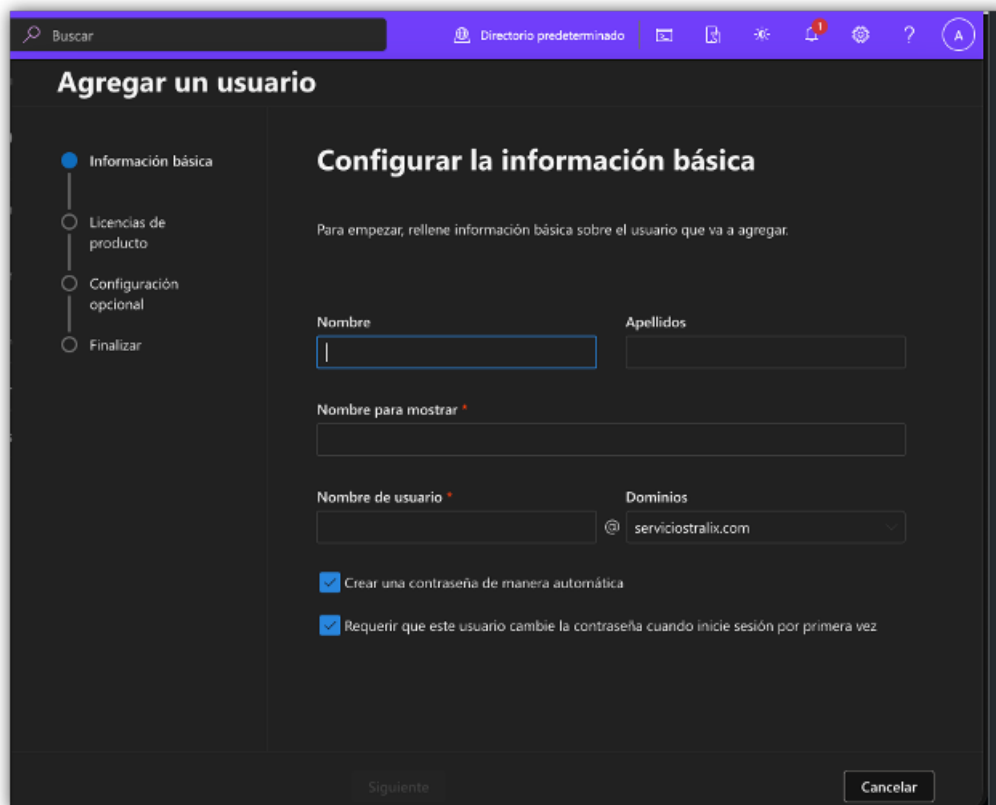 Buscar
Directorio predeterminado
1
?
A
Agregar un usuario
Información básica
Licencias de
producto
Configuración
opcional
Finalizar
Configurar la información básica
Para empezar, rellene información básica sobre el usuario que va a agregar.
Nombre
Apellidos
Nombre para mostrar *
Nombre de usuario *
Dominios
@
serviciostralix.com
Crear una contraseña de manera automática
Requerir que este usuario cambie la contraseña cuando inicie sesión por primera vez
Siguiente
Cancelar